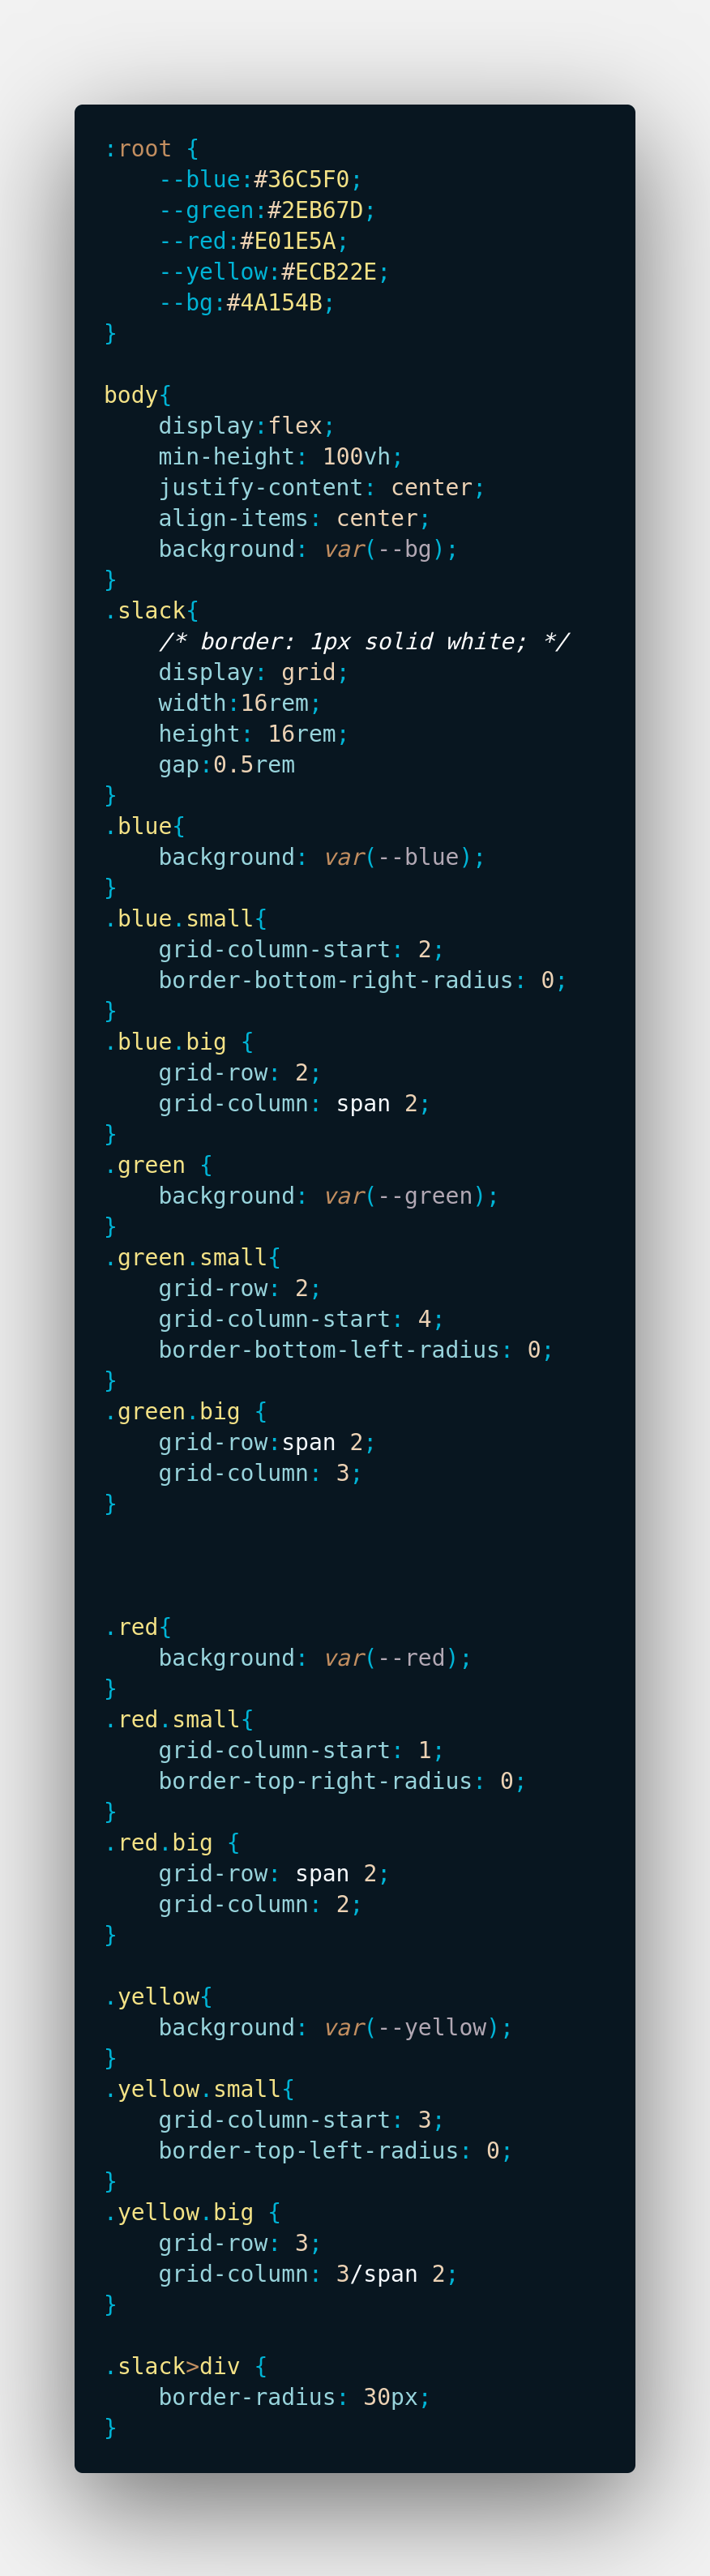 :root {
    --blue:#36C5F0;
    --green:#2EB67D;
    --red:#E01E5A;
    --yellow:#ECB22E;
    --bg:#4A154B;
}

body{
    display:flex;
    min-height: 100vh;
    justify-content: center;
    align-items: center;
    background: var(--bg);
}
.slack{
    /* border: 1px solid white; */
    display: grid;
    width:16rem;
    height: 16rem;
    gap:0.5rem
}
.blue{
    background: var(--blue);
}
.blue.small{
    grid-column-start: 2;
    border-bottom-right-radius: 0;
}
.blue.big {
    grid-row: 2;
    grid-column: span 2;
}
.green {
    background: var(--green);
}
.green.small{
    grid-row: 2;
    grid-column-start: 4;
    border-bottom-left-radius: 0;
}
.green.big {
    grid-row:span 2;
    grid-column: 3;
}

.red{
    background: var(--red);
}
.red.small{
    grid-column-start: 1;
    border-top-right-radius: 0;
}
.red.big {
    grid-row: span 2;
    grid-column: 2;
}

.yellow{
    background: var(--yellow);
}
.yellow.small{
    grid-column-start: 3;
    border-top-left-radius: 0;
}
.yellow.big {
    grid-row: 3;
    grid-column: 3/span 2;
}

.slack>div {
    border-radius: 30px;
}